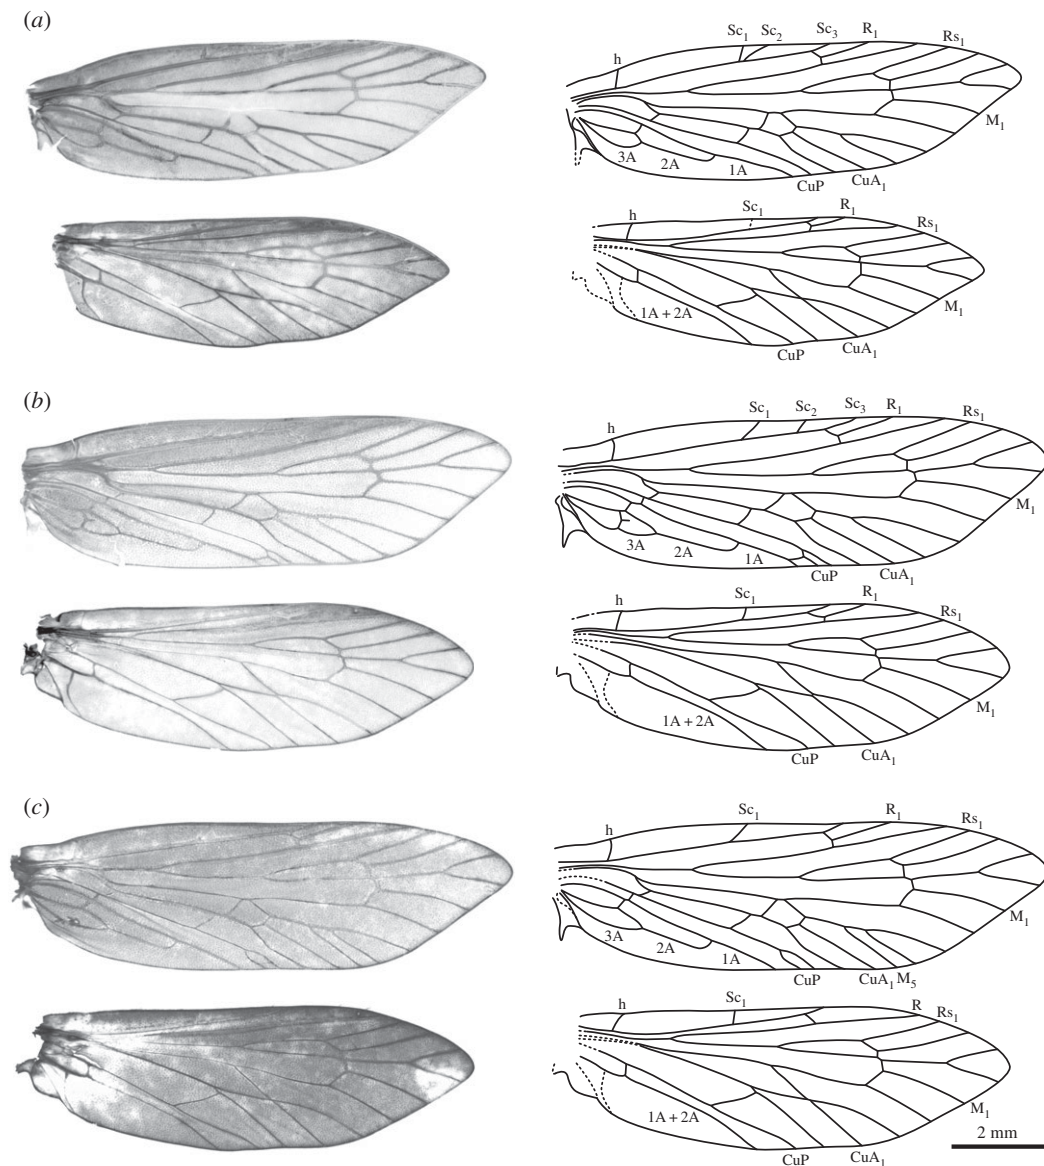 (a)
h Sc1 Sc2 Sc3 R1 Rs1
M1
3A 2A 1A
CuP CuA1
h Sc1 R1 Rs1
M1
1A + 2A
CuP CuA1
(b)
h Sc1 Sc2 Sc3 R1 Rs1
M1
3A 2A 1A
CuP CuA1
h Sc1 R1 Rs1
M1
1A + 2A
CuP CuA1
(c)
h Sc1 R1 Rs1
M1
3A 2A 1A
CuP CuA1 M5
h Sc1 R Rs1
M1
1A + 2A
2 mm
CuP CuA1